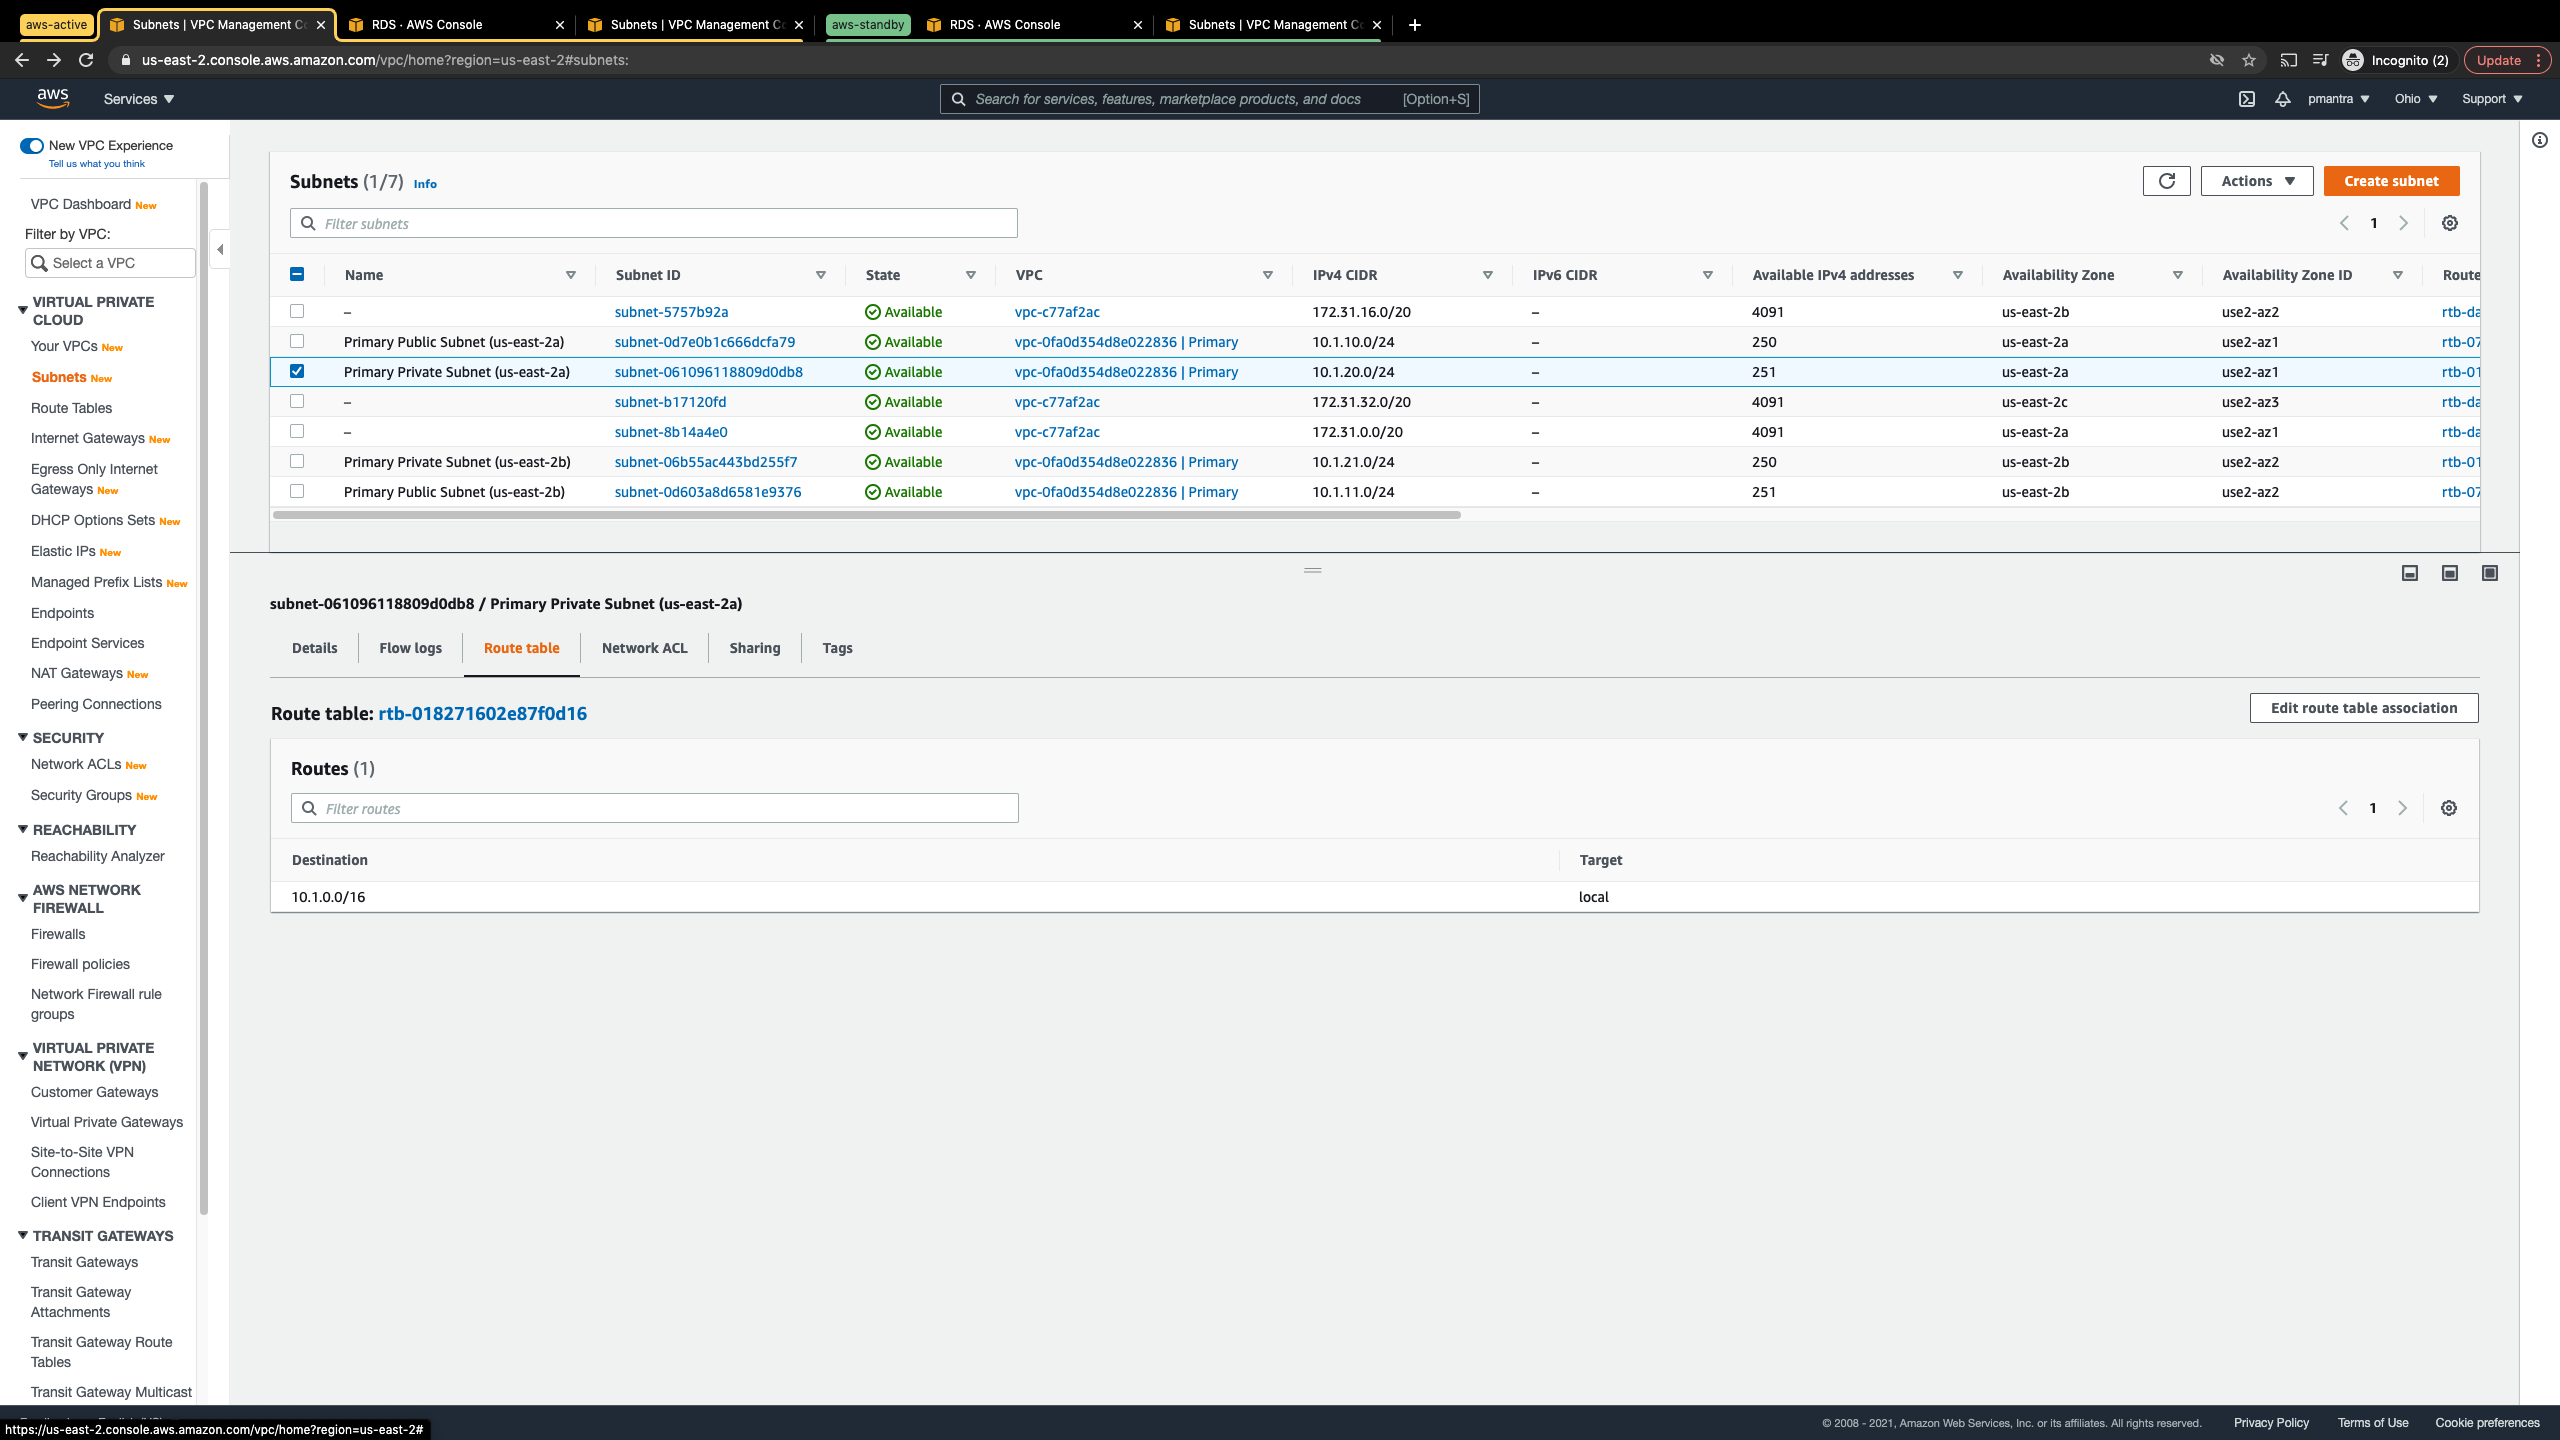 aws-active
Subnets | VPC Management Co
RDS · AWS Console
Subnets | VPC Management Co
aws-standby
RDS · AWS Console
Subnets | VPC Management Co
us-east-2.console.aws.amazon.com/vpc/home?region=us-east-2#subnets:
Incognito (2)
Update
aws
Services
Search for services, features, marketplace products, and docs
[Option+S]
pmantra
Ohio
Support
New VPC Experience
Tell us what you think
VPC Dashboard New
Filter by VPC:
Select a VPC
VIRTUAL PRIVATE
CLOUD
Your VPCs New
Subnets New
Route Tables
Internet Gateways New
Egress Only Internet
Gateways New
DHCP Options Sets New
Elastic IPs New
Managed Prefix Lists New
Endpoints
Endpoint Services
NAT Gateways New
Peering Connections
SECURITY
Network ACLs New
Security Groups New
REACHABILITY
Reachability Analyzer
AWS NETWORK
FIREWALL
Firewalls
Firewall policies
Network Firewall rule
groups
VIRTUAL PRIVATE
NETWORK (VPN)
Customer Gateways
Virtual Private Gateways
Site-to-Site VPN
Connections
Client VPN Endpoints
TRANSIT GATEWAYS
Transit Gateways
Transit Gateway
Attachments
Transit Gateway Route
Tables
Transit Gateway Multicast
Subnets (1/7) Info
Actions
Create subnet
Filter subnets
1
Name Subnet ID State VPC IPv4 CIDR IPv6 CIDR Available IPv4 addresses Availability Zone Availability Zone ID Route
– subnet-5757b92a Available vpc-c77af2ac 172.31.16.0/20 – 4091 us-east-2b use2-az2 rtb-da
Primary Public Subnet (us-east-2a) subnet-0d7e0b1c666dcfa79 Available vpc-0fa0d354d8e022836 | Primary 10.1.10.0/24 – 250 us-east-2a use2-az1 rtb-07
Primary Private Subnet (us-east-2a) subnet-061096118809d0db8 Available vpc-0fa0d354d8e022836 | Primary 10.1.20.0/24 – 251 us-east-2a use2-az1 rtb-01
– subnet-b17120fd Available vpc-c77af2ac 172.31.32.0/20 – 4091 us-east-2c use2-az3 rtb-da
– subnet-8b14a4e0 Available vpc-c77af2ac 172.31.0.0/20 – 4091 us-east-2a use2-az1 rtb-da
Primary Private Subnet (us-east-2b) subnet-06b55ac443bd255f7 Available vpc-0fa0d354d8e022836 | Primary 10.1.21.0/24 – 250 us-east-2b use2-az2 rtb-01
Primary Public Subnet (us-east-2b) subnet-0d603a8d6581e9376 Available vpc-0fa0d354d8e022836 | Primary 10.1.11.0/24 – 251 us-east-2b use2-az2 rtb-07
subnet-061096118809d0db8 / Primary Private Subnet (us-east-2a)
Details
Flow logs
Route table
Network ACL
Sharing
Tags
Route table: rtb-018271602e87f0d16
Edit route table association
Routes (1)
Filter routes
1
Destination Target
10.1.0.0/16 local
https://us-east-2.console.aws.amazon.com/vpc/home?region=us-east-2#
© 2008 - 2021, Amazon Web Services, Inc. or its affiliates. All rights reserved.
Privacy Policy
Terms of Use
Cookie preferences